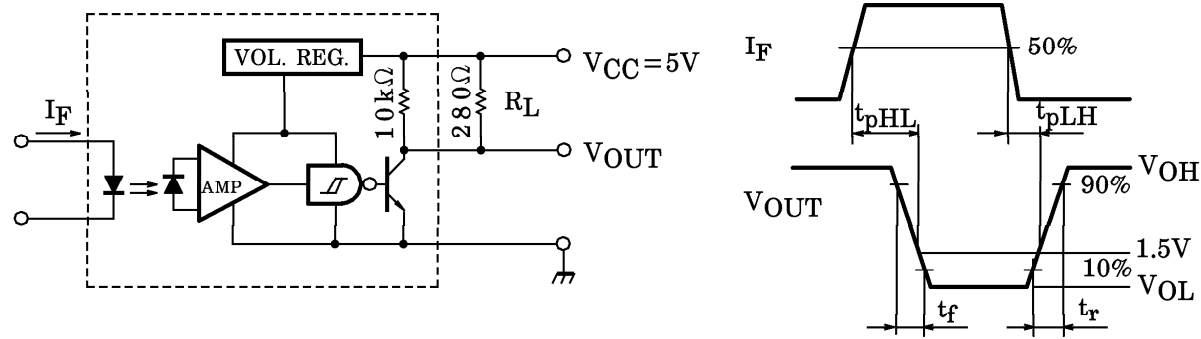 VOL. REG.
VCC=5V
10kΩ
280Ω
RL
IF
VOUT
AMP
IF
50%
tpHL
tpLH
VOH
90%
VOUT
1.5V
10%
VOL
tf
tr